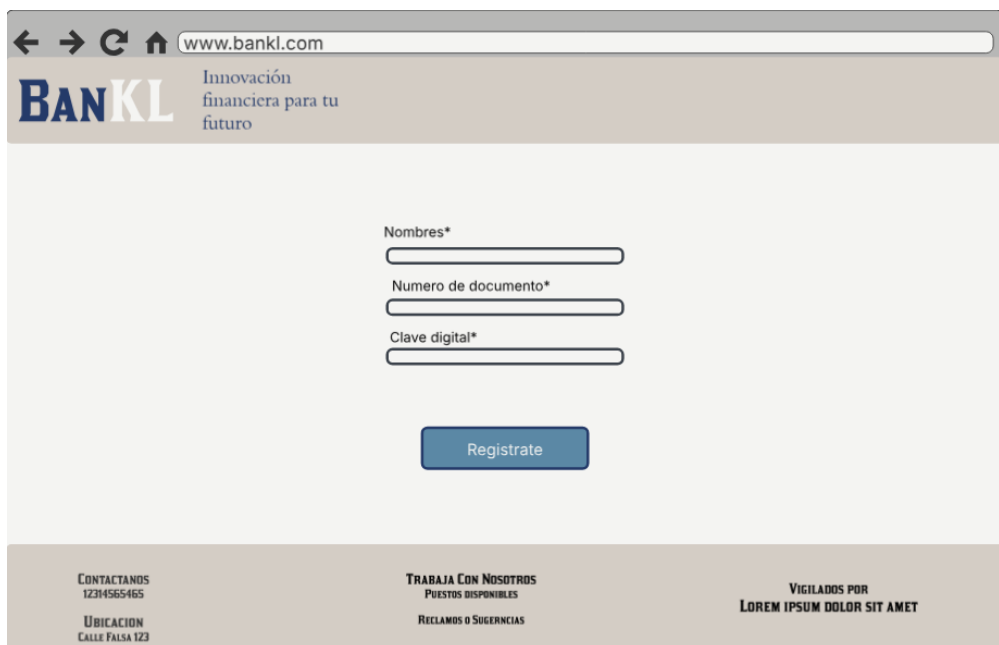 www.bankl.com
BANKL
Innovación
financiera para tu
futuro
Nombres*
Numero de documento*
Clave digital*
Registrate
CONTACTANOS
12314565465
UBICACION
CALLE FALSA 123
TRABAJA CON NOSOTROS
PUESTOS DISPONIBLES
RECLAMOS O SUGERNCIAS
VIGILADOS POR
LOREM IPSUM DOLOR SIT AMET